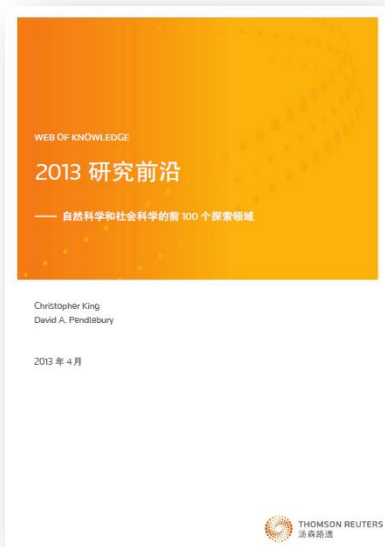 WEB OF KNOWLEDGE
2013 研究前沿
—— 自然科学和社会科学的前 100 个探索领域
Christopher King
David A. Pendlebury
2013 年 4 月
THOMSON REUTERS
汤森路透